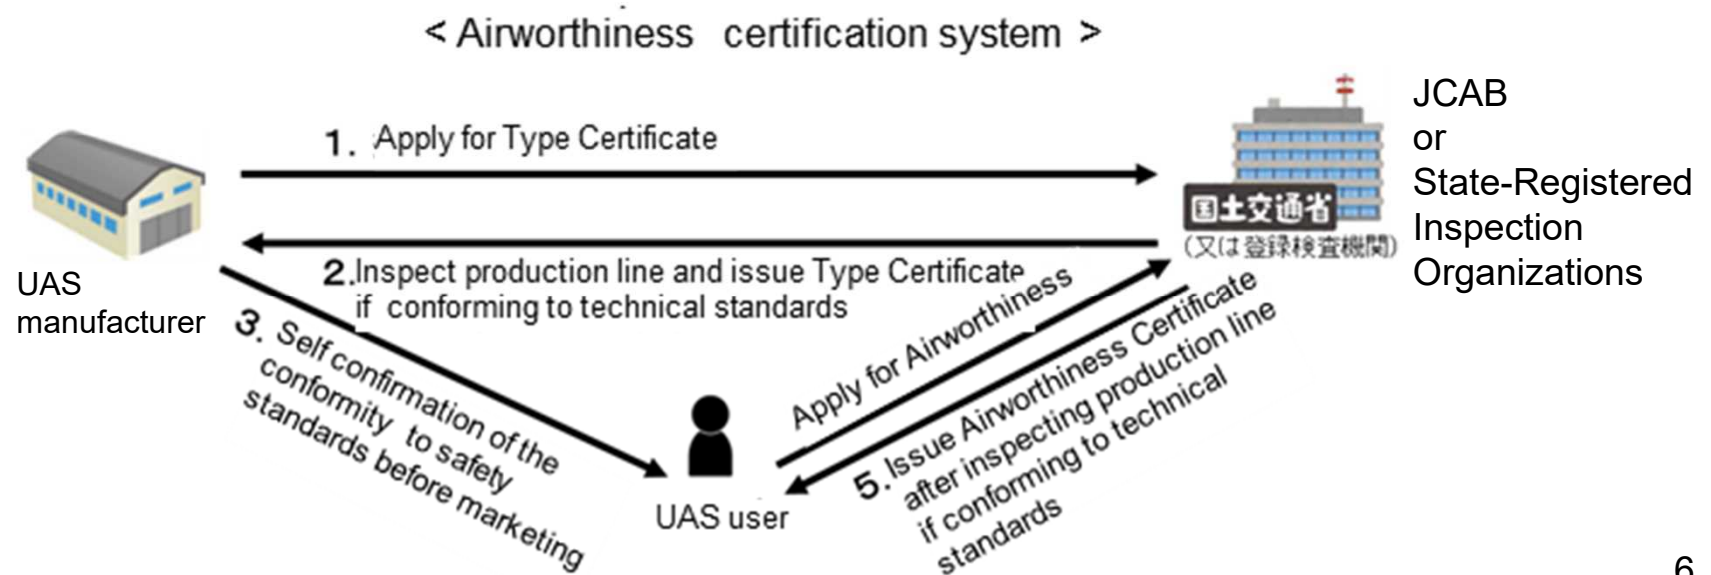 < Airworthiness certification system >
JCAB
or
State-Registered
Inspection
Organizations
1. Apply for Type Certificate
国土交通省
(又は登録検査機関)
2.Inspect production line and issue Type Certificate
if conforming to technical standards
UAS
manufacturer
3. Self confirmation of the
conformity to safety
standards before marketing
Apply for Airworthiness
5. Issue Airworthiness Certificate
after inspecting production line
if conforming to technical
standards
UAS user
6